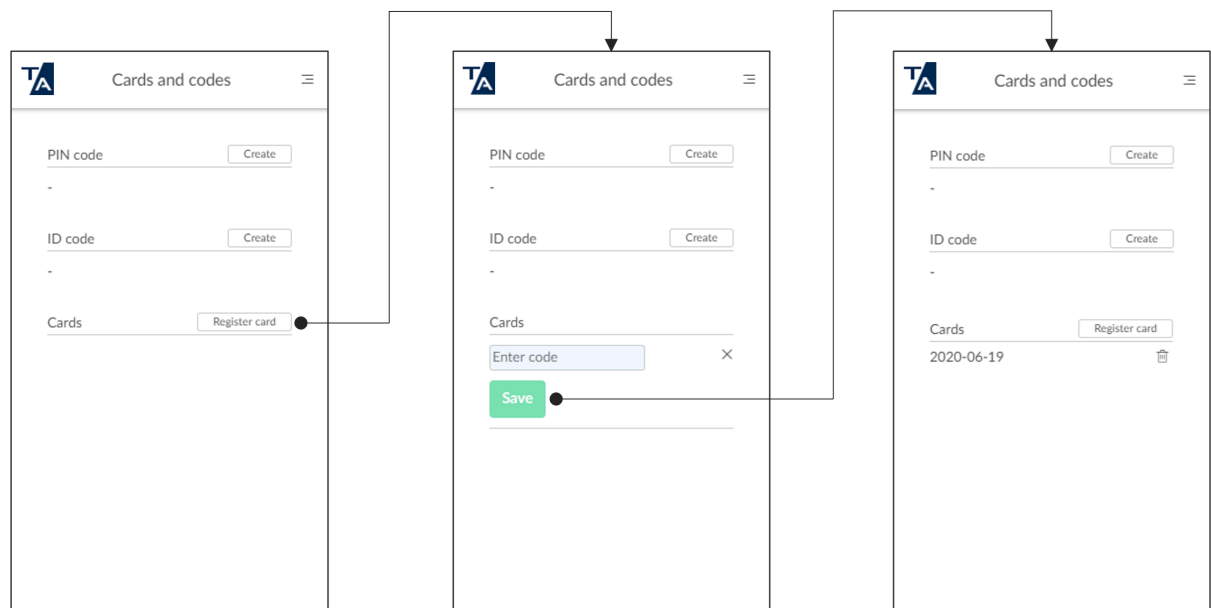 TA
Cards and codes
PIN code
Create
-
ID code
Create
-
Cards
Register card
TA
Cards and codes
PIN code
Create
-
ID code
Create
-
Cards
Enter code
Save
TA
Cards and codes
PIN code
Create
-
ID code
Create
-
Cards
Register card
2020-06-19